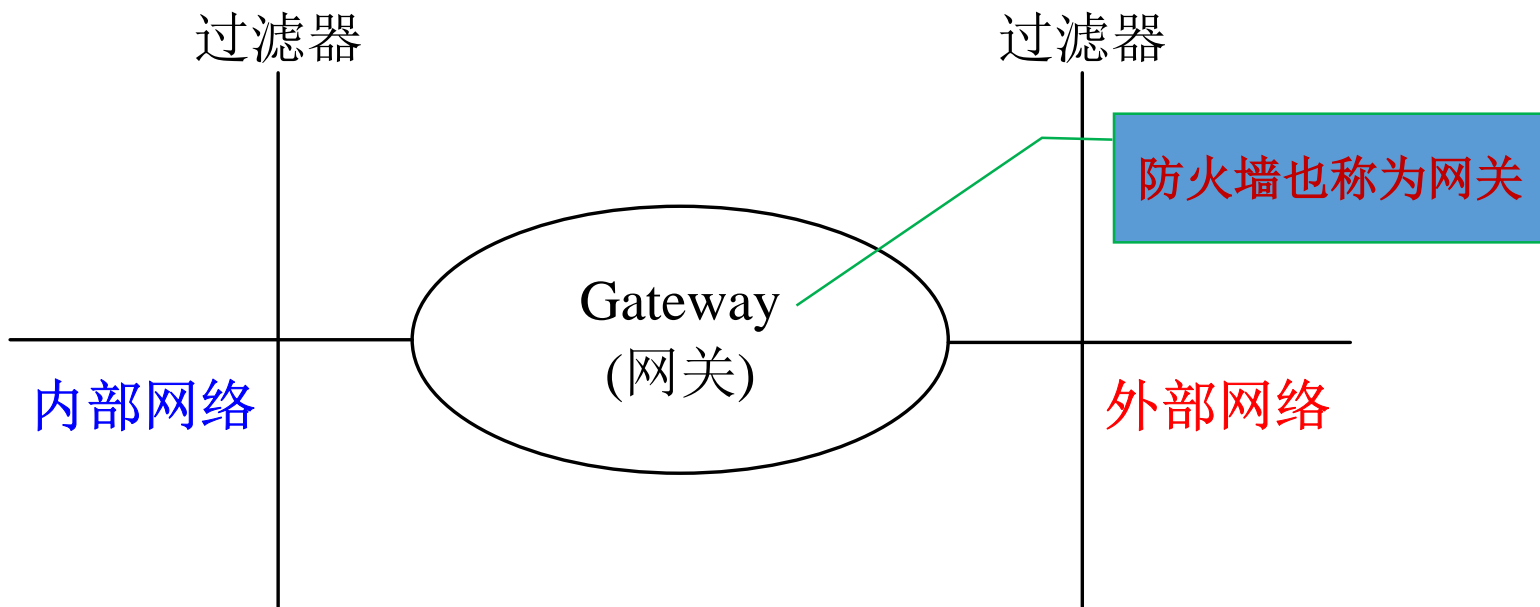 过滤器
过滤器
防火墙也称为网关
Gateway
(网关)
内部网络
外部网络